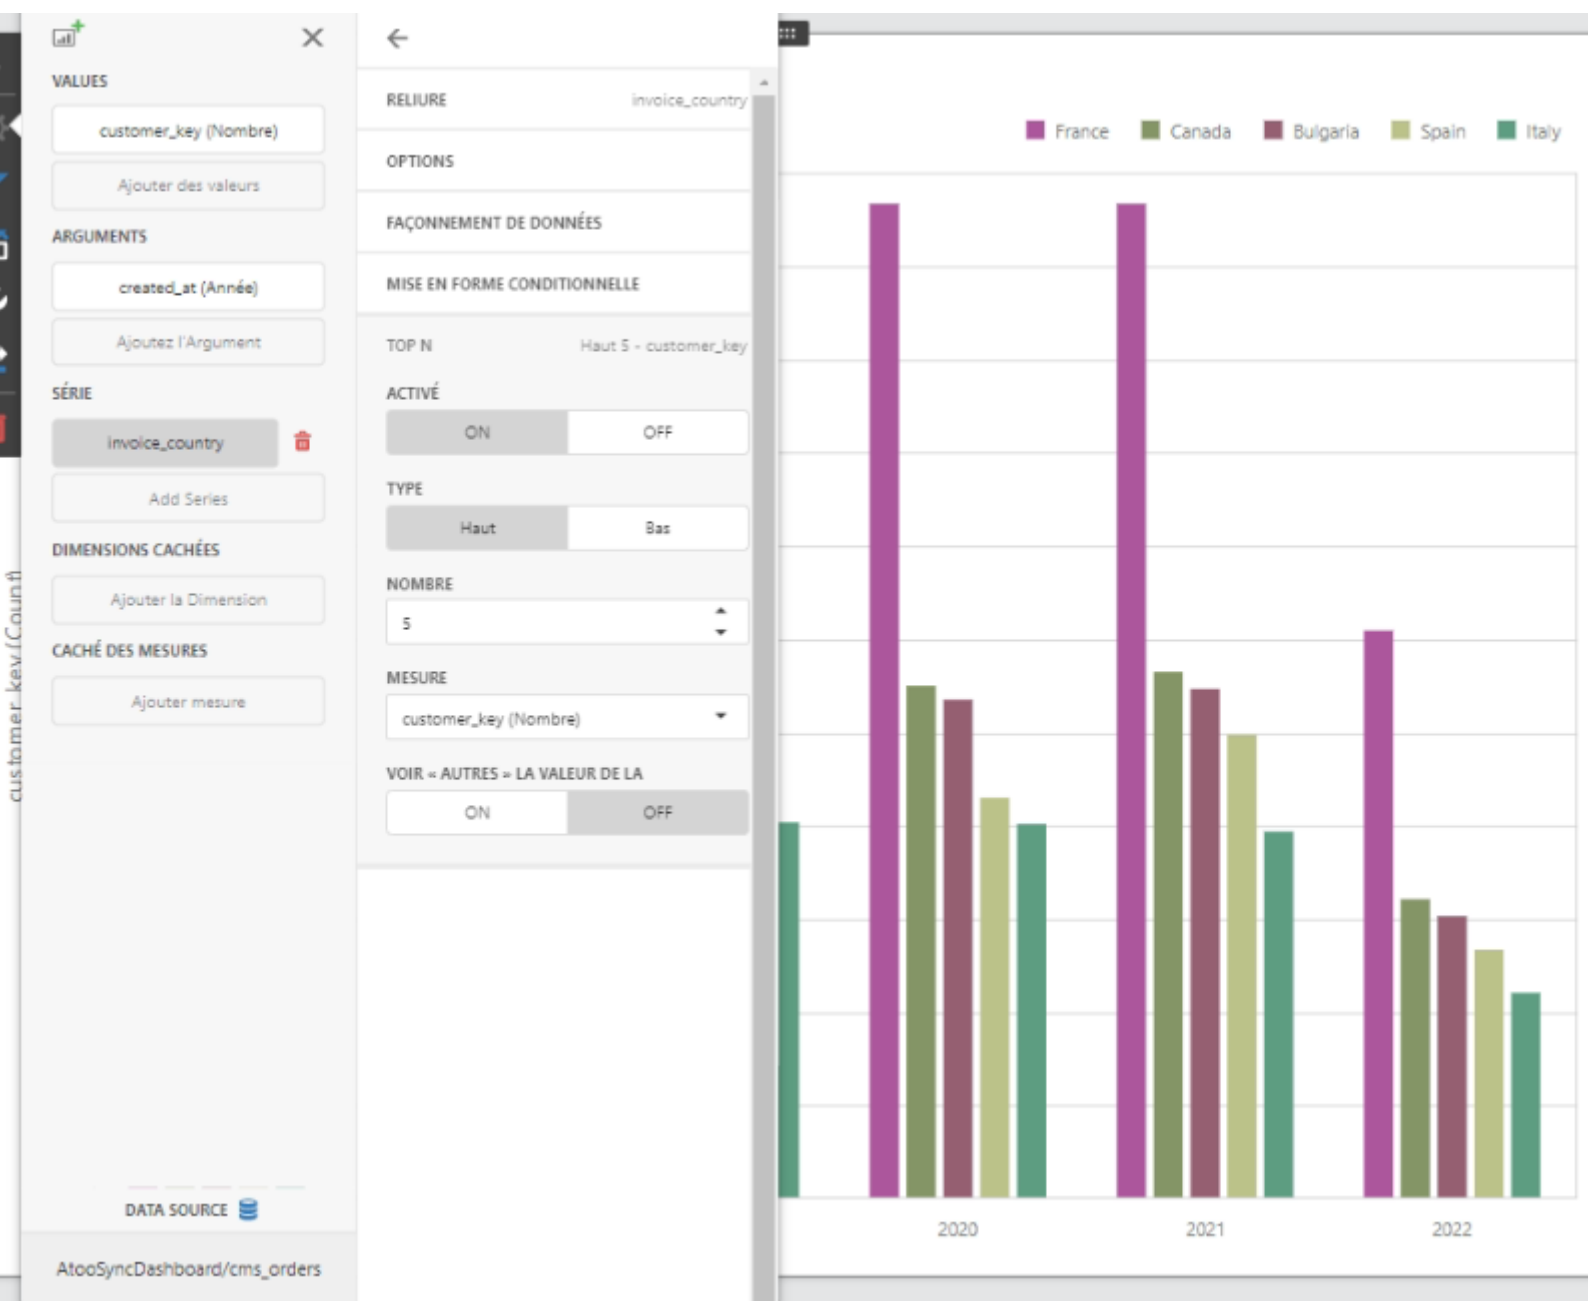 VALUES
customer_key (Nombre)
Ajouter des valeurs
ARGUMENTS
created_at (Année)
Ajoutez l'Argument
SÉRIE
invoice_country
Add Series
DIMENSIONS CACHÉES
Ajouter la Dimension
CACHÉ DES MESURES
Ajouter mesure
DATA SOURCE
AtooSyncDashboard/cms_orders
RELIURE invoice_country
OPTIONS
FAÇONNEMENT DE DONNÉES
MISE EN FORME CONDITIONNELLE
TOP N Haut 5 - customer_key
ACTIVÉ
ON OFF
TYPE
Haut Bas
NOMBRE
5
MESURE
customer_key (Nombre)
VOIR « AUTRES » LA VALEUR DE LA
ON OFF
customer_key (Count)
France Canada Bulgaria Spain Italy
2020 2021 2022